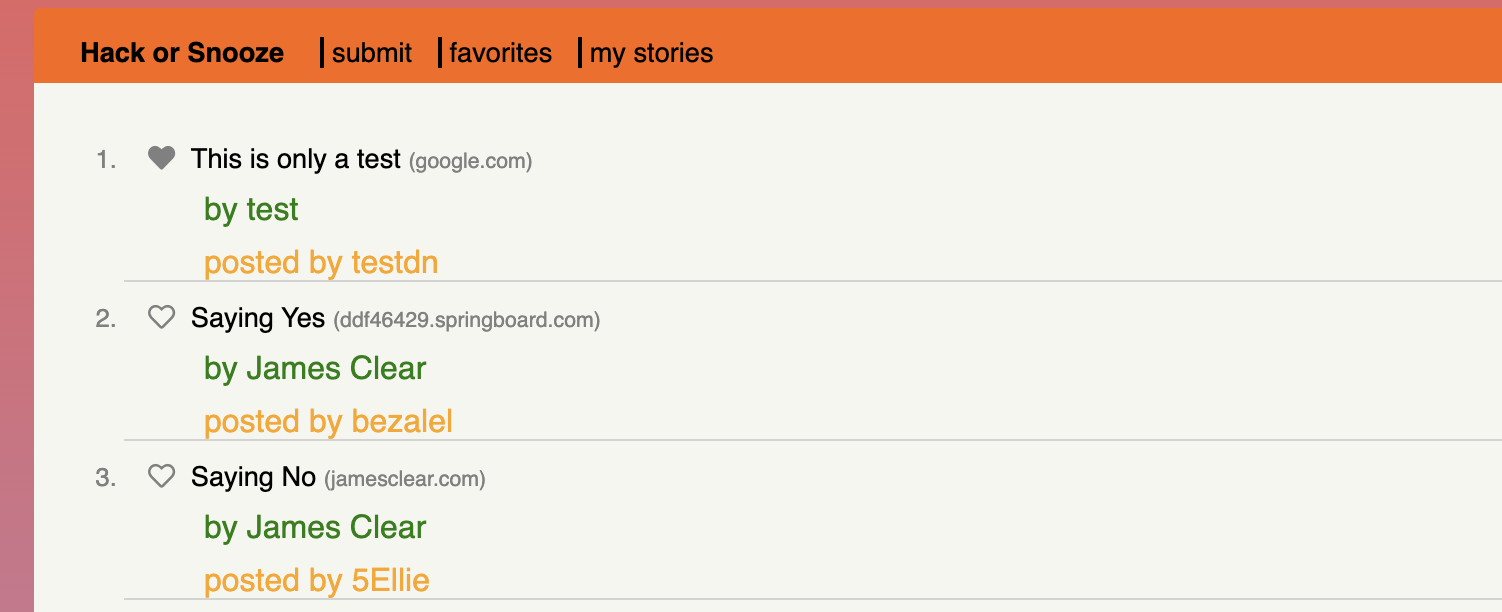 Hack or Snooze submit favorites my stories
1. This is only a test (google.com)
by test
posted by testdn
2. Saying Yes (ddf46429.springboard.com)
by James Clear
posted by bezalel
3. Saying No (jamesclear.com)
by James Clear
posted by 5Ellie